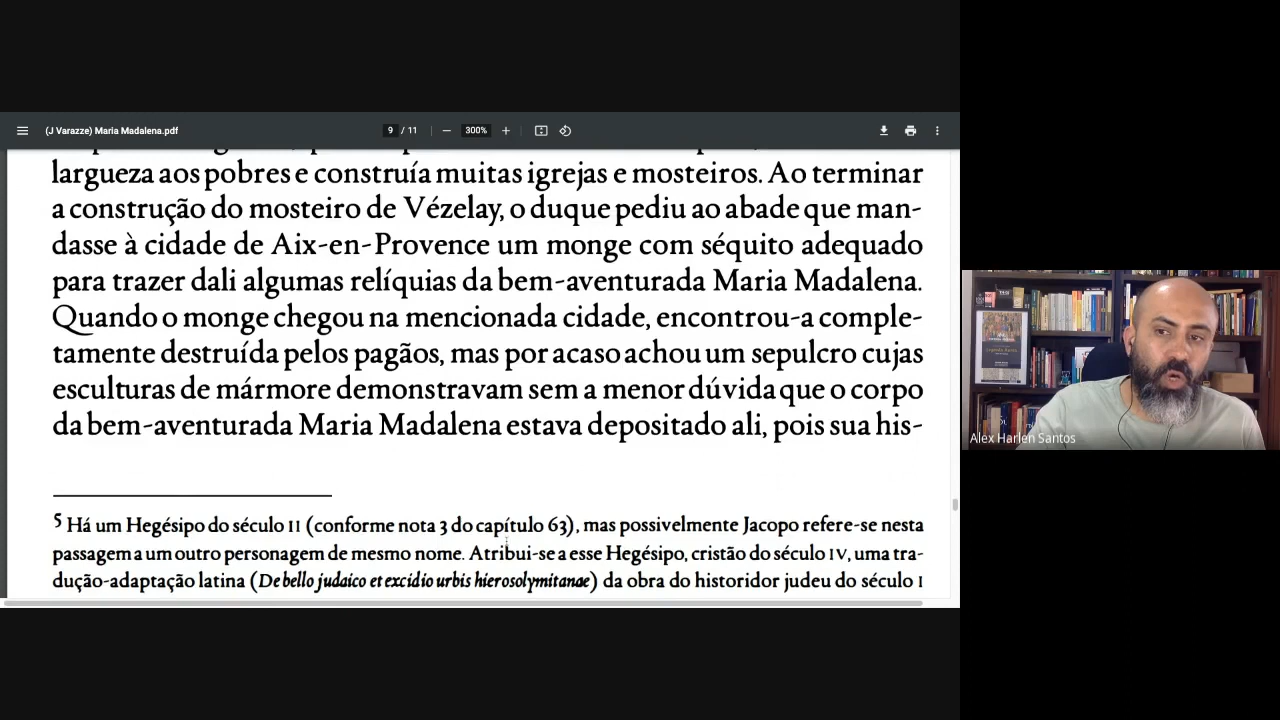 (J Varazze) Maria Madalena.pdf
9 / 11
300%
largueza aos pobres e construía muitas igrejas e mosteiros. Ao terminar
a construção do mosteiro de Vézelay, o duque pediu ao abade que man-
dasse à cidade de Aix-en-Provence um monge com séquito adequado
para trazer dali algumas relíquias da bem-aventurada Maria Madalena.
Quando o monge chegou na mencionada cidade, encontrou-a comple-
tamente destruída pelos pagãos, mas por acaso achou um sepulcro cujas
esculturas de mármore demonstravam sem a menor dúvida que o corpo
da bem-aventurada Maria Madalena estava depositado ali, pois sua his-
5 Há um Hegésipo do século II (conforme nota 3 do capítulo 63), mas possivelmente Jacopo refere-se nesta
passagem a um outro personagem de mesmo nome. Atribui-se a esse Hegésipo, cristão do século IV, uma tra-
dução-adaptação latina (De bello judaico et excidio urbis hierosolymitanae) da obra do historidor judeu do século I
Alex Harlen Santos